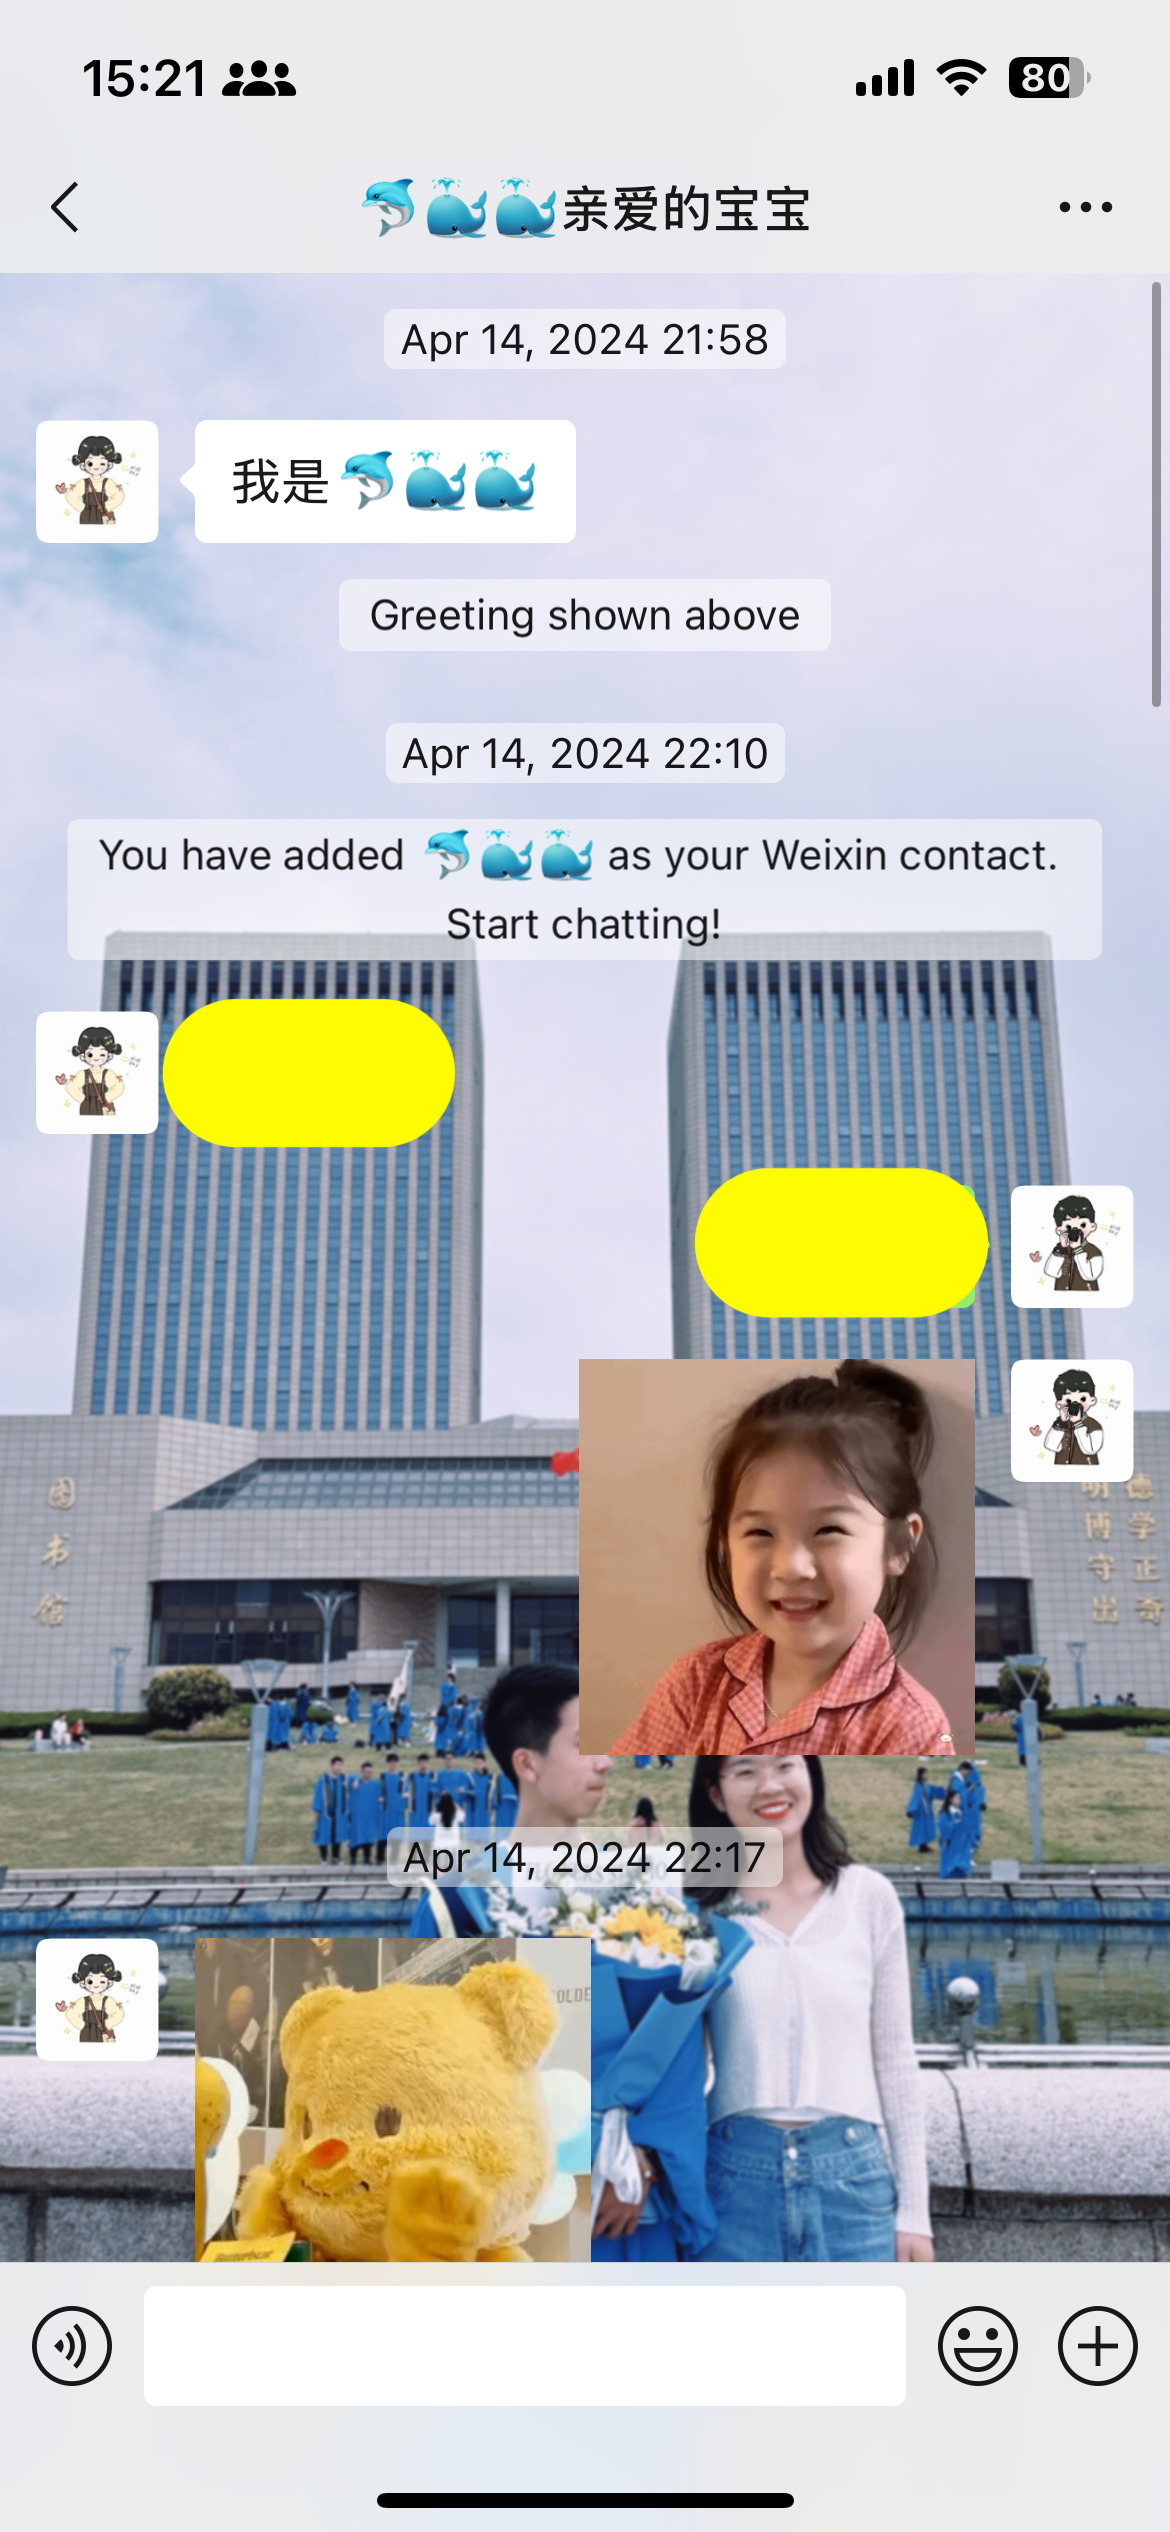 15:21
80
🐬🐳🐳亲爱的宝宝
Apr 14, 2024 21:58
我是🐬🐳🐳
Greeting shown above
Apr 14, 2024 22:10
You have added 🐬🐳🐳 as your Weixin contact.
Start chatting!
图书馆
明德
博学
守正
出奇
Apr 14, 2024 22:17
OLDE